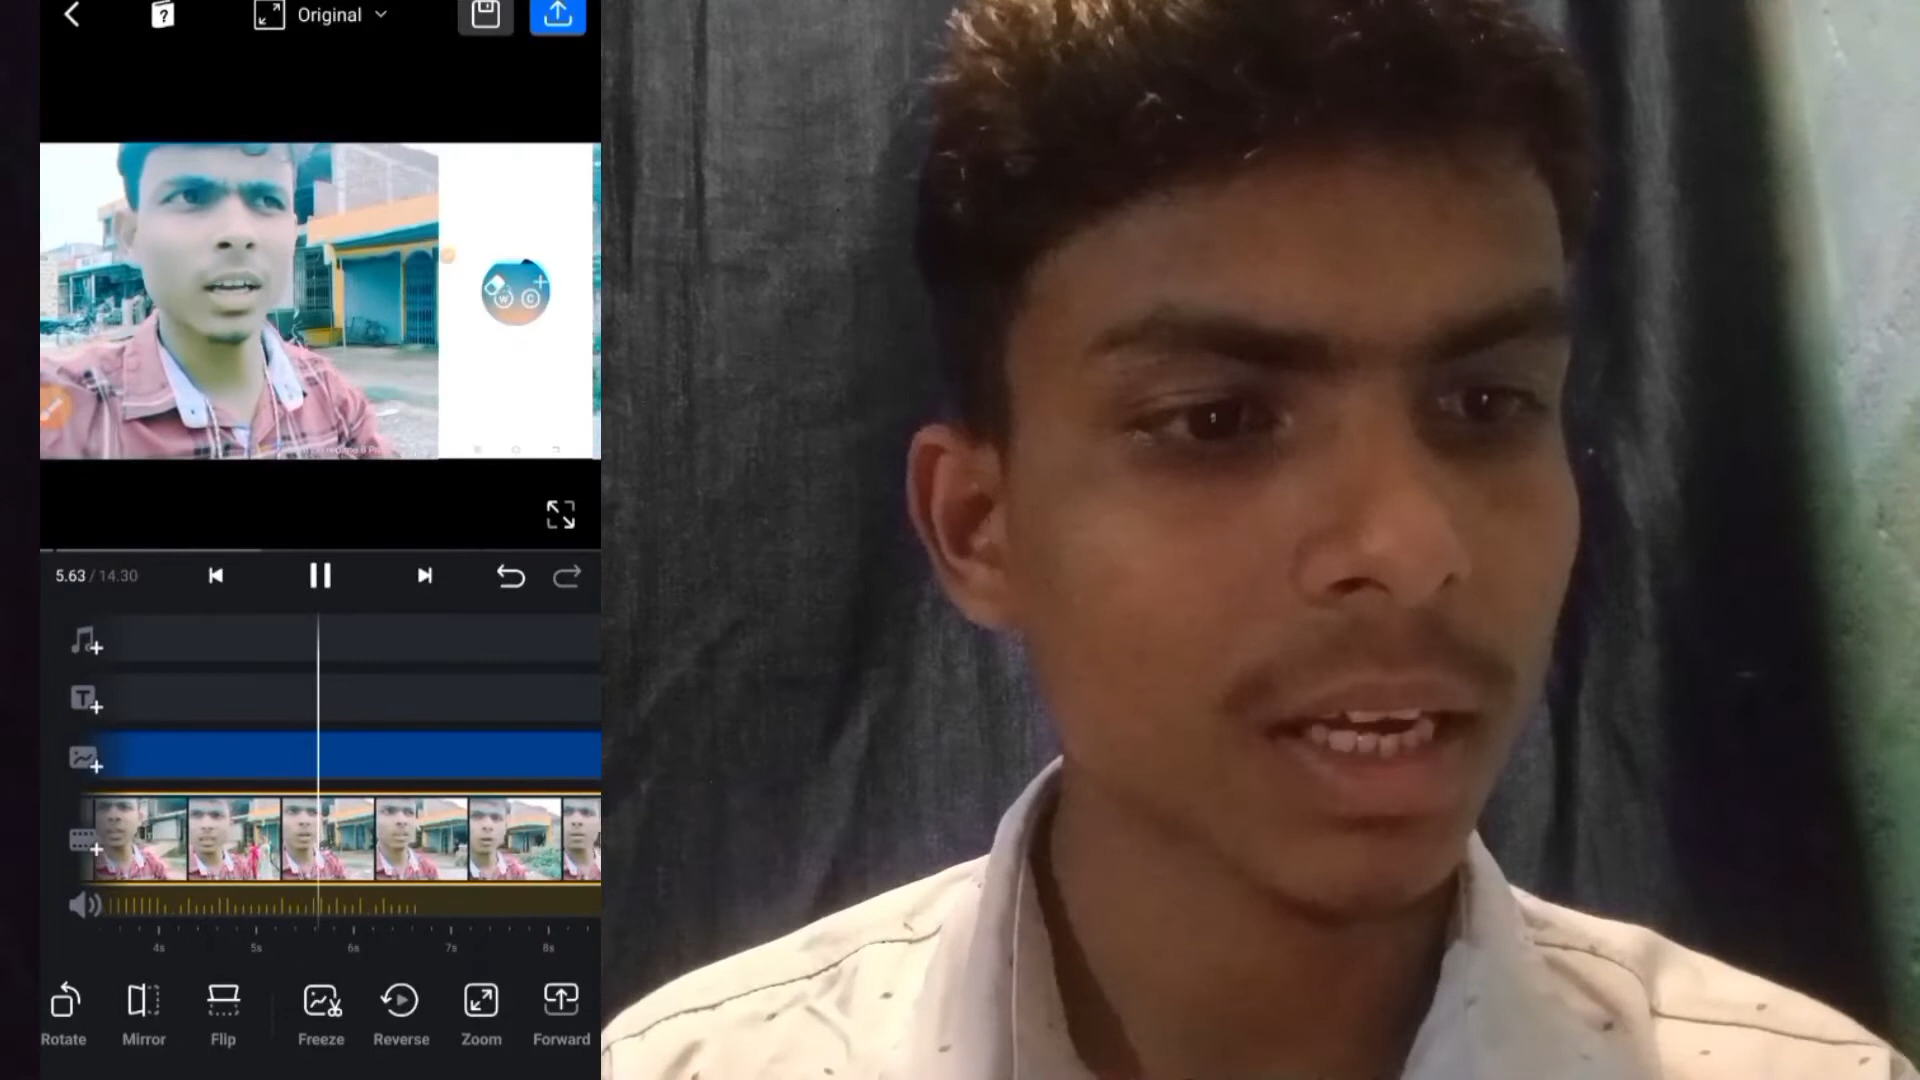 ?
Original
W C
5.63 / 14.30
T
4s 5s 6s 7s 8s
Rotate Mirror Flip Freeze Reverse Zoom Forward